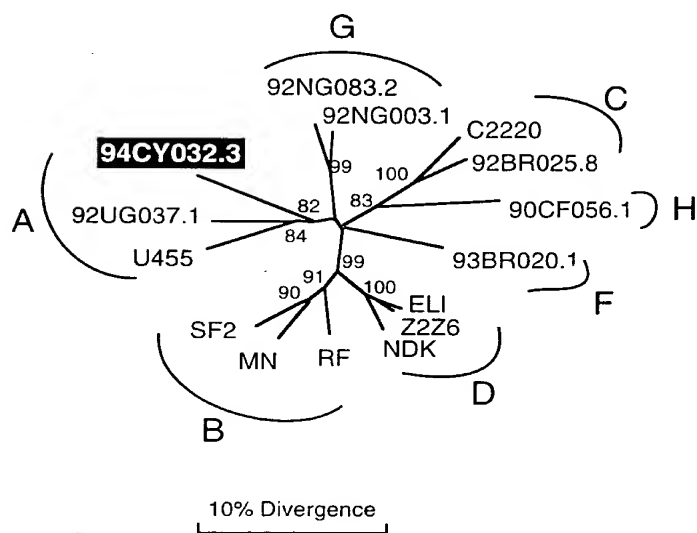 G
92NG083.2
92NG003.1
C
C2220
94CY032.3
99
100
92BR025.8
A
82
83
90CF056.1
H
92UG037.1
84
U455
93BR020.1
99
F
91
90
100
ELI
SF2
Z2Z6
MN
RF
NDK
D
B
10% Divergence